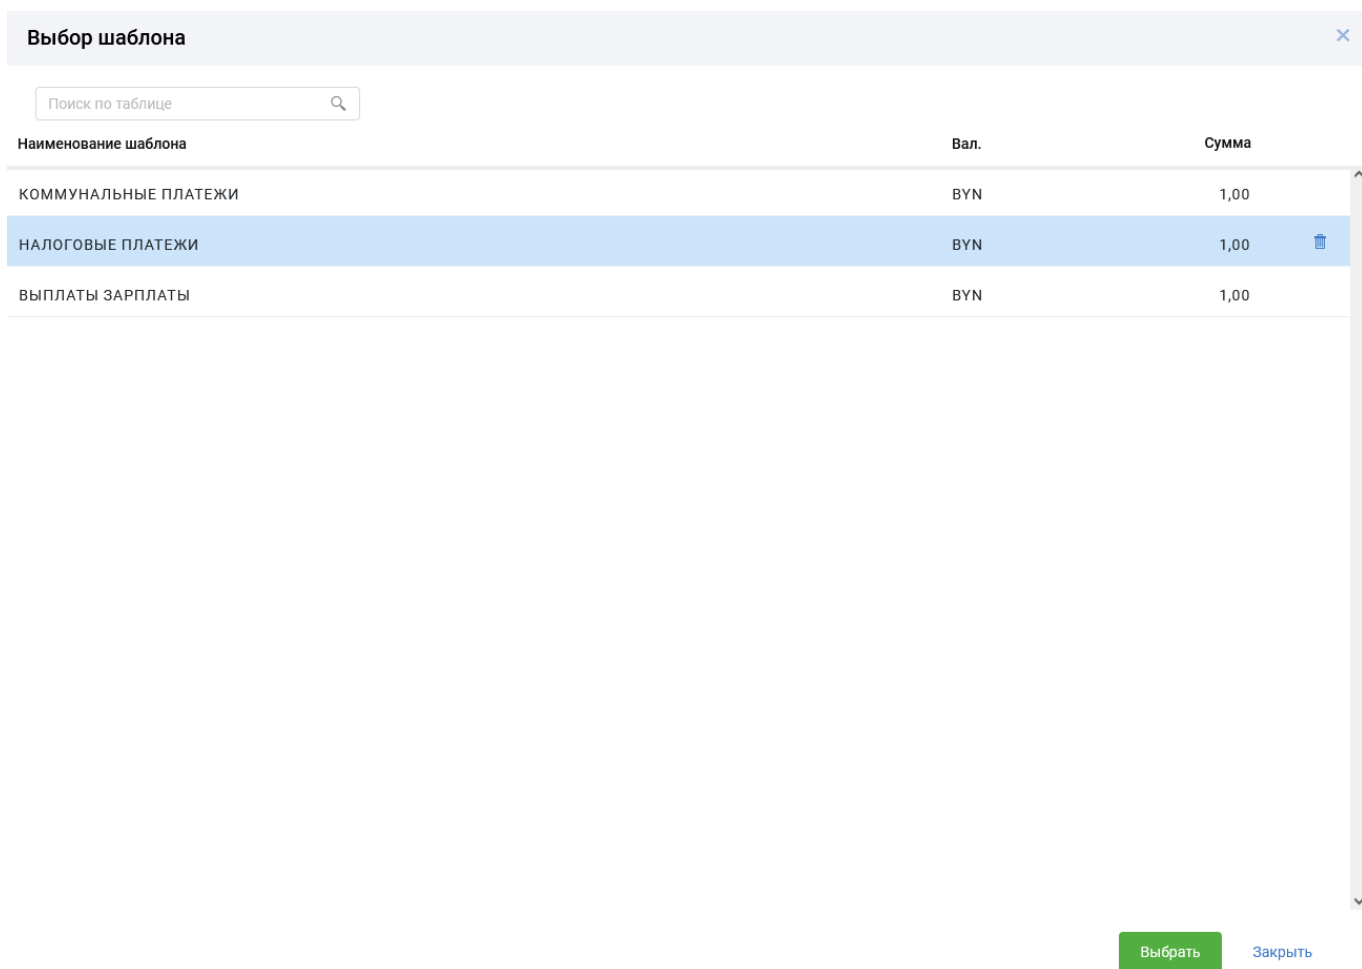 Выбор шаблона
Поиск по таблице
Наименование шаблона Вал. Сумма
КОММУНАЛЬНЫЕ ПЛАТЕЖИ BYN 1,00
НАЛОГОВЫЕ ПЛАТЕЖИ BYN 1,00
ВЫПЛАТЫ ЗАРПЛАТЫ BYN 1,00
Выбрать Закрыть